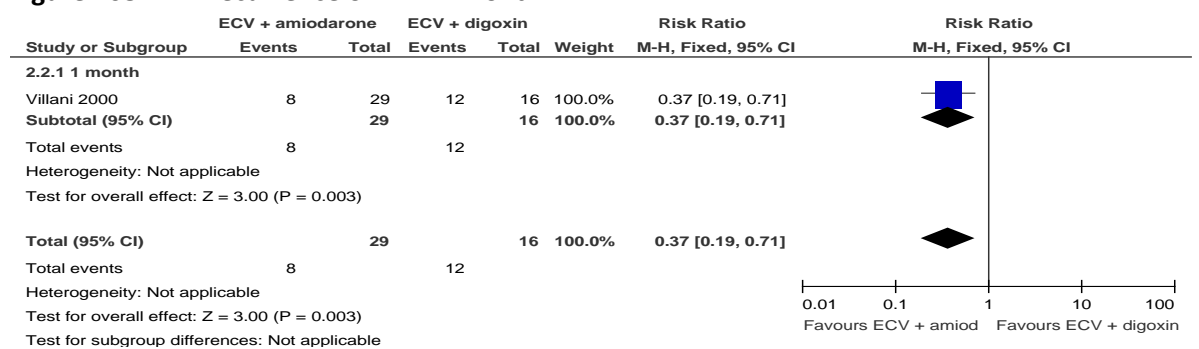 ECV + amiodarone ECV + digoxin Risk Ratio Risk Ratio
Study or Subgroup Events Total Events Total Weight M-H, Fixed, 95% CI M-H, Fixed, 95% CI
2.2.1 1 month
Villani 2000 8 29 12 16 100.0% 0.37 [0.19, 0.71]
Subtotal (95% CI) 29 16 100.0% 0.37 [0.19, 0.71]
Total events 8 12
Heterogeneity: Not applicable
Test for overall effect: Z = 3.00 (P = 0.003)
Total (95% CI) 29 16 100.0% 0.37 [0.19, 0.71]
Total events 8 12
Heterogeneity: Not applicable
Test for overall effect: Z = 3.00 (P = 0.003)
Test for subgroup differences: Not applicable
0.01 0.1 1 10 100
Favours ECV + amiod Favours ECV + digoxin